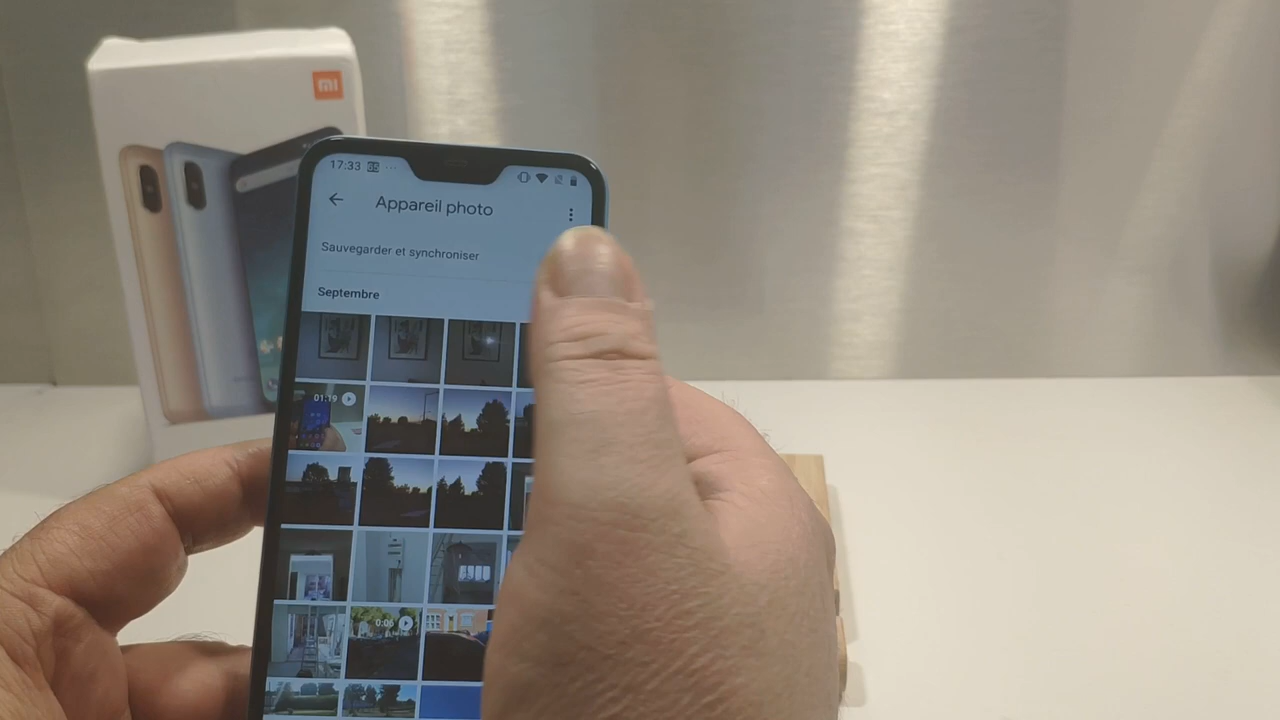 mi
17:33
Appareil photo
Sauvegarder et synchroniser
Septembre
01:19
0:06